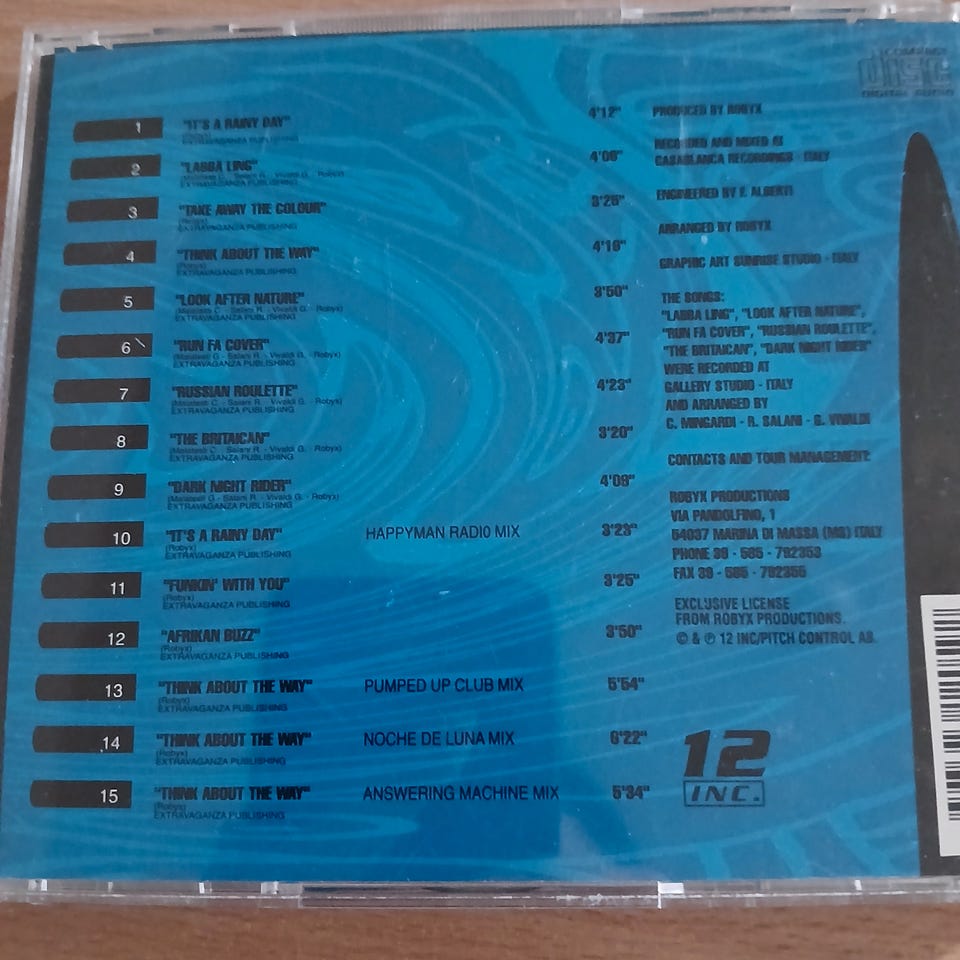 1 "IT'S A RAINY DAY" 4'12"
(Robyx)
EXTRAVAGANZA PUBLISHING
2 "LABBA LING" 4'06"
(Malatesti C. - Salani R. - Vivaldi G. - Robyx)
EXTRAVAGANZA PUBLISHING
3 "TAKE AWAY THE COLOUR" 3'25"
(Robyx)
EXTRAVAGANZA PUBLISHING
4 "THINK ABOUT THE WAY" 4'16"
(Robyx)
EXTRAVAGANZA PUBLISHING
5 "LOOK AFTER NATURE" 3'50"
(Malatesti C. - Salani R. - Vivaldi G. - Robyx)
EXTRAVAGANZA PUBLISHING
6 "RUN FA COVER" 4'37"
(Malatesti G. - Salani R. - Vivaldi G. - Robyx)
EXTRAVAGANZA PUBLISHING
7 "RUSSIAN ROULETTE" 4'23"
(Malatesti C. - Salani R. - Vivaldi G. - Robyx)
EXTRAVAGANZA PUBLISHING
8 "THE BRITAICAN" 3'20"
(Malatesti C. - Salani R. - Vivaldi G. - Robyx)
EXTRAVAGANZA PUBLISHING
9 "DARK NIGHT RIDER" 4'09"
(Malatesti G. - Salani R. - Vivaldi G. - Robyx)
EXTRAVAGANZA PUBLISHING
10 "IT'S A RAINY DAY" HAPPYMAN RADIO MIX 3'23"
(Robyx)
EXTRAVAGANZA PUBLISHING
11 "FUNKIN' WITH YOU" 3'25"
(Robyx)
EXTRAVAGANZA PUBLISHING
12 "AFRIKAN BUZZ" 3'50"
(Robyx)
EXTRAVAGANZA PUBLISHING
13 "THINK ABOUT THE WAY" PUMPED UP CLUB MIX 5'54"
(Robyx)
EXTRAVAGANZA PUBLISHING
14 "THINK ABOUT THE WAY" NOCHE DE LUNA MIX 6'22"
(Robyx)
EXTRAVAGANZA PUBLISHING
15 "THINK ABOUT THE WAY" ANSWERING MACHINE MIX 5'34"
(Robyx)
EXTRAVAGANZA PUBLISHING
COMPACT
DISC
DIGITAL AUDIO
PRODUCED BY ROBYX
RECORDED AND MIXED AT
CASABLANCA RECORDINGS - ITALY
ENGINEERED BY F. ALBERTI
ARRANGED BY ROBYX
GRAPHIC ART SUNRISE STUDIO - ITALY
THE SONGS:
"LABBA LING", "LOOK AFTER NATURE",
"RUN FA COVER", "RUSSIAN ROULETTE",
"THE BRITAICAN", "DARK NIGHT RIDER"
WERE RECORDED AT
GALLERY STUDIO - ITALY
AND ARRANGED BY
C. MINGARDI - R. SALANI - G. VIVALDI
CONTACTS AND TOUR MANAGEMENT:
ROBYX PRODUCTIONS
VIA PANDOLFINO, 1
54037 MARINA DI MASSA (MS) ITALY
PHONE 39 - 585 - 792353
FAX 39 - 585 - 792355
EXCLUSIVE LICENSE
FROM ROBYX PRODUCTIONS.
© & ℗ 12 INC/PITCH CONTROL AB.
12
INC.